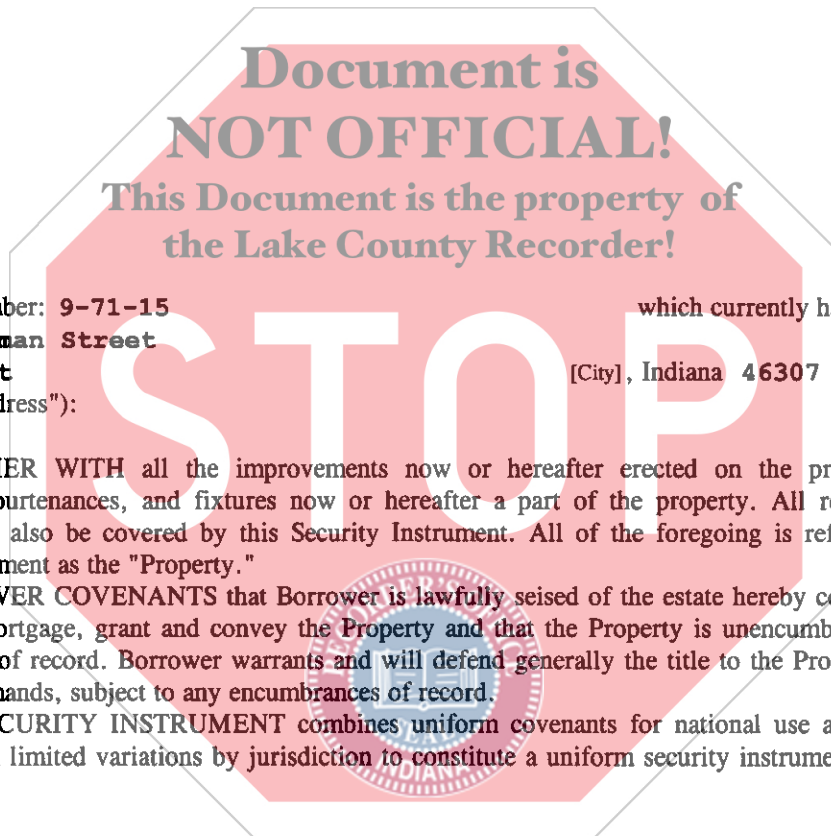 Document is
NOT OFFICIAL!
This Document is the property of
the Lake County Recorder!
ber: 9-71-15 which currently h
man Street
t [City], Indiana 46307
dress"):
STOP
ER WITH all the improvements now or hereafter erected on the pr
purtenances, and fixtures now or hereafter a part of the property. All r
also be covered by this Security Instrument. All of the foregoing is ref
ment as the "Property."
VER COVENANTS that Borrower is lawfully seised of the estate hereby c
ortgage, grant and convey the Property and that the Property is unencumb
of record. Borrower warrants and will defend generally the title to the Pro
nands, subject to any encumbrances of record.
CURITY INSTRUMENT combines uniform covenants for national use a
limited variations by jurisdiction to constitute a uniform security instrume
SEAL
INDIANA